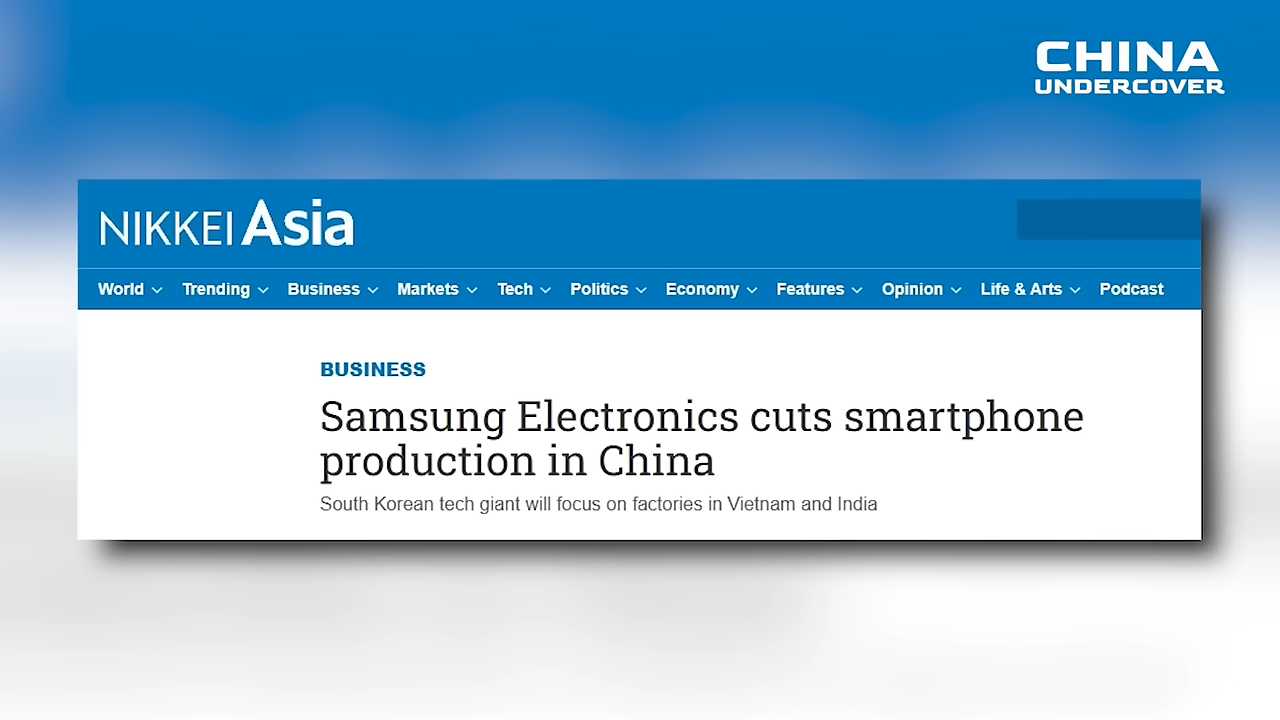 CHINA
UNDERCOVER
NIKKEI Asia
World Trending Business Markets Tech Politics Economy Features Opinion Life & Arts Podcast
BUSINESS
Samsung Electronics cuts smartphone
production in China
South Korean tech giant will focus on factories in Vietnam and India